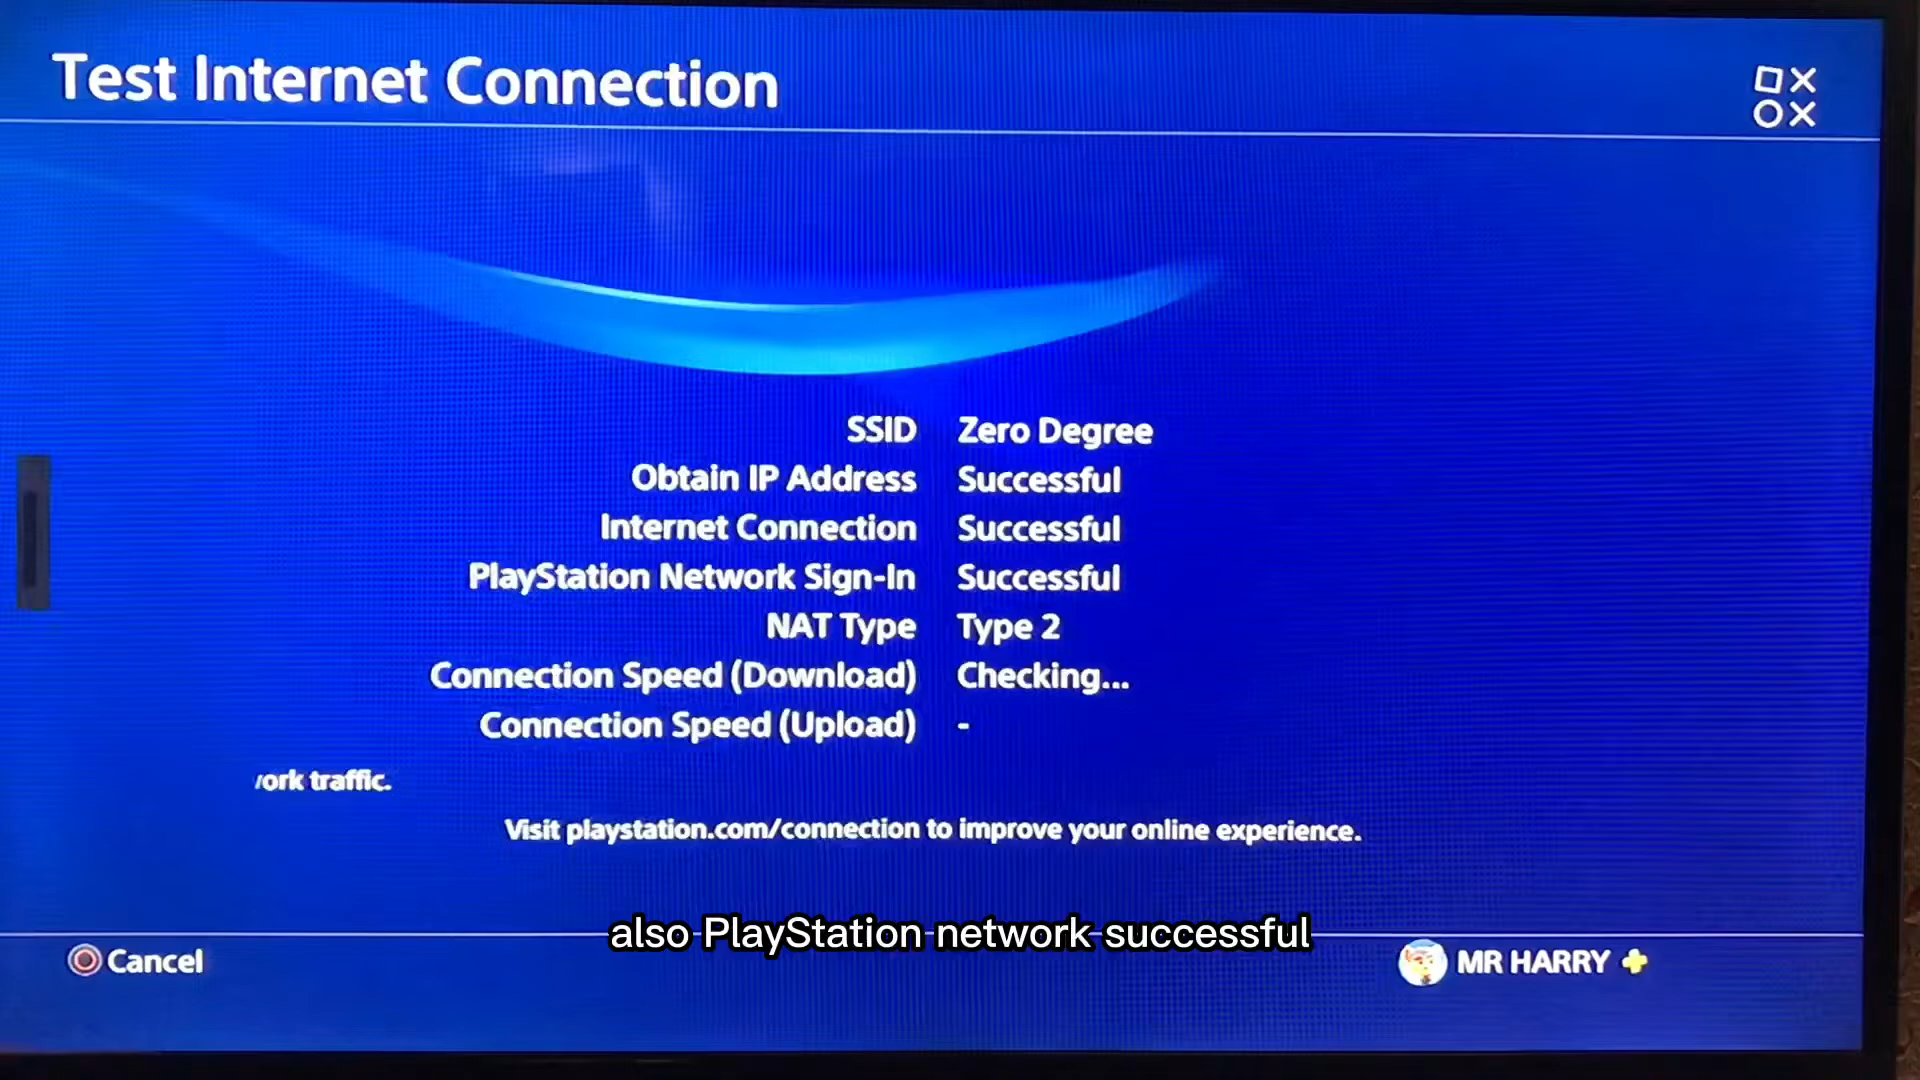 Test Internet Connection
SSID Zero Degree
Obtain IP Address Successful
Internet Connection Successful
PlayStation Network Sign-In Successful
NAT Type Type 2
Connection Speed (Download) Checking...
Connection Speed (Upload) -
ork traffic.
Visit playstation.com/connection to improve your online experience.
also PlayStation network successful
Cancel
MR HARRY